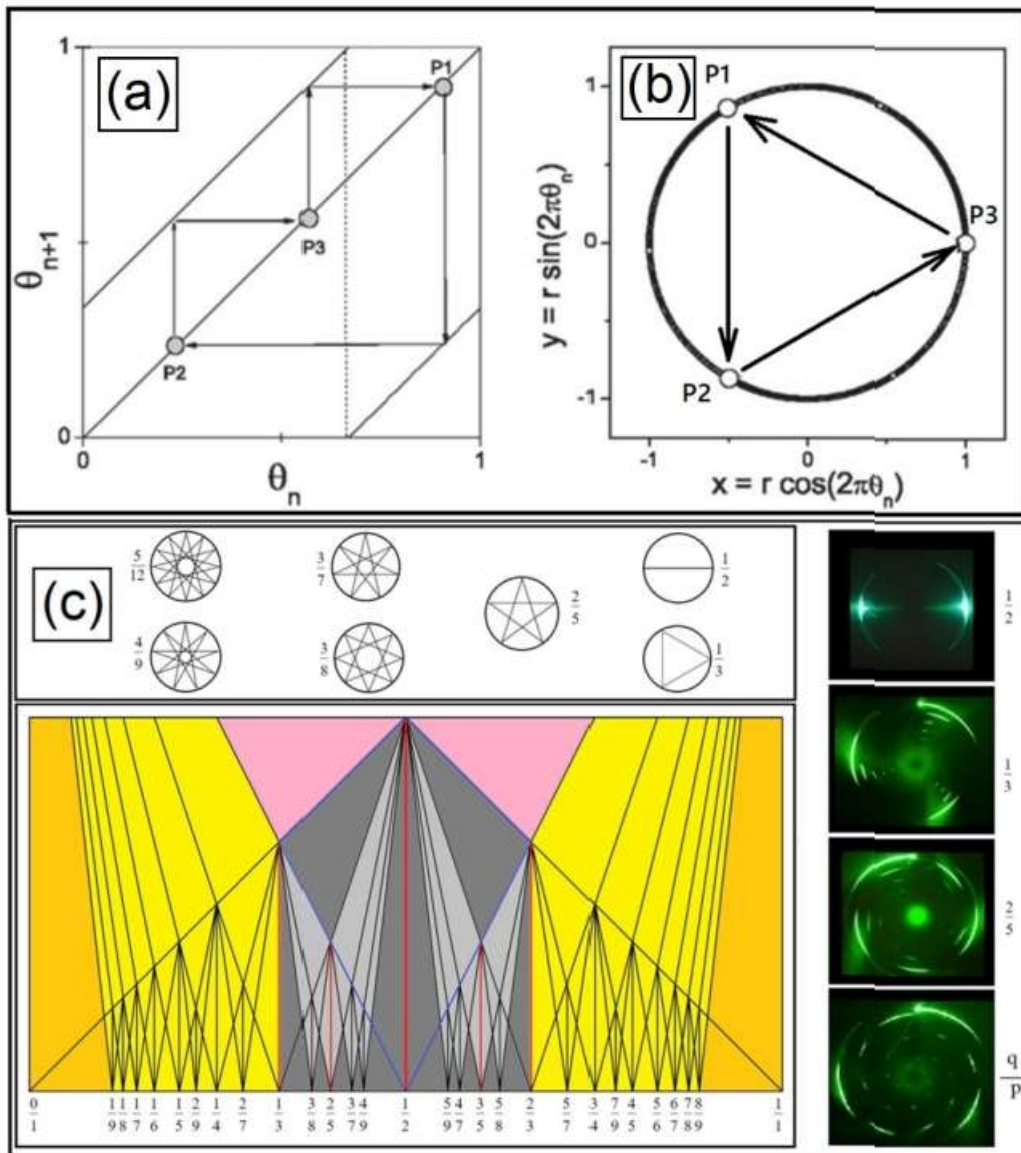 (a)
1
P1
P3
P2
θn+1
0
0
1
θn
(b)
P1
1
P3
0
y = r sin(2πθn)
P2
-1
-1
0
1
x = r cos(2πθn)
(c)
5/12
3/7
2/5
1/2
4/9
3/8
1/3
1/2
1/3
2/5
q/p
0/1 1/9 1/8 1/7 1/6 1/5 2/9 1/4 2/7 1/3 3/8 2/5 3/7 4/9 1/2 5/9 4/7 3/5 5/8 2/3 5/7 3/4 7/9 4/5 5/6 6/7 7/8 8/9 1/1